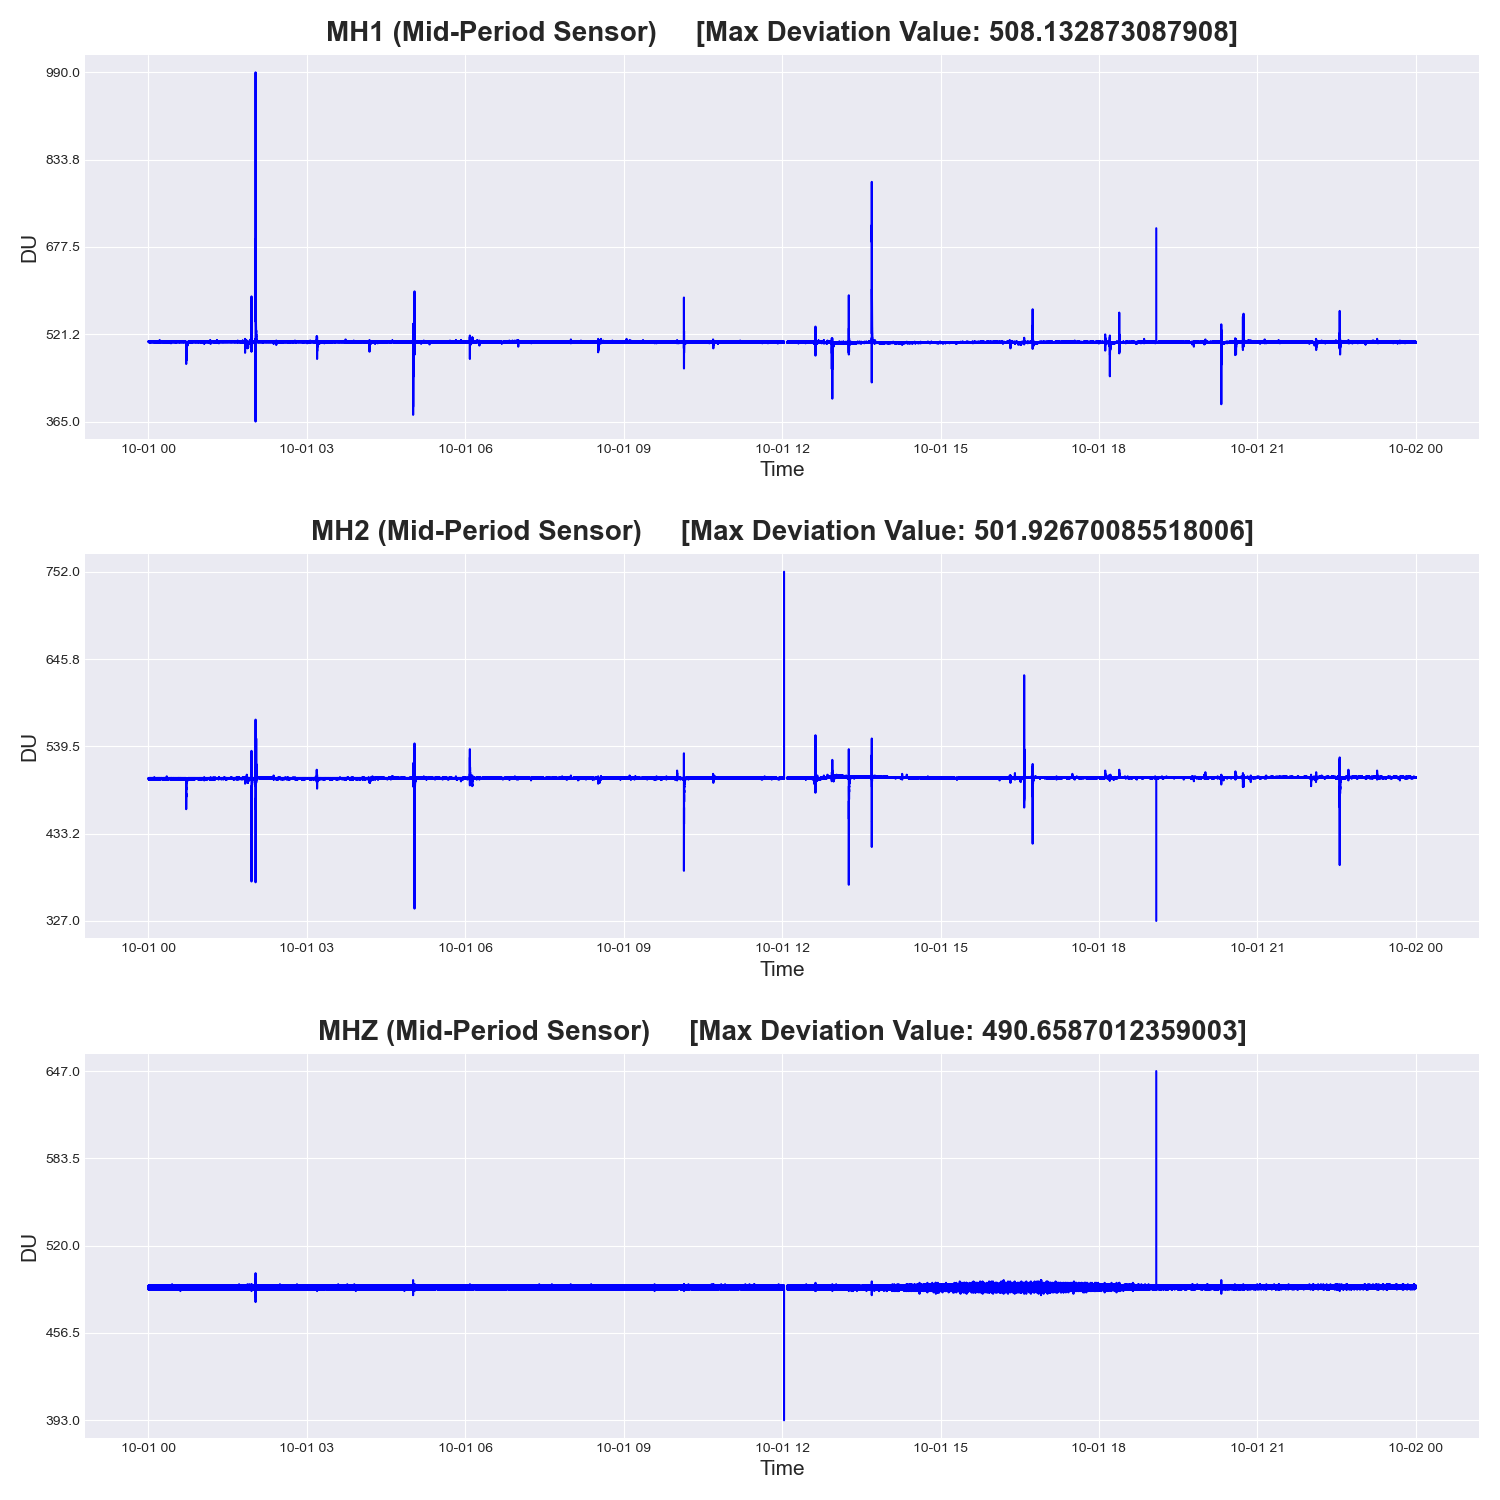 MH1 (Mid-Period Sensor) [Max Deviation Value: 508.132873087908]
990.0
833.8
677.5
521.2
365.0
DU
10-01 00 10-01 03 10-01 06 10-01 09 10-01 12 10-01 15 10-01 18 10-01 21 10-02 00
Time
MH2 (Mid-Period Sensor) [Max Deviation Value: 501.92670085518006]
752.0
645.8
539.5
433.2
327.0
DU
10-01 00 10-01 03 10-01 06 10-01 09 10-01 12 10-01 15 10-01 18 10-01 21 10-02 00
Time
MHZ (Mid-Period Sensor) [Max Deviation Value: 490.6587012359003]
647.0
583.5
520.0
456.5
393.0
DU
10-01 00 10-01 03 10-01 06 10-01 09 10-01 12 10-01 15 10-01 18 10-01 21 10-02 00
Time